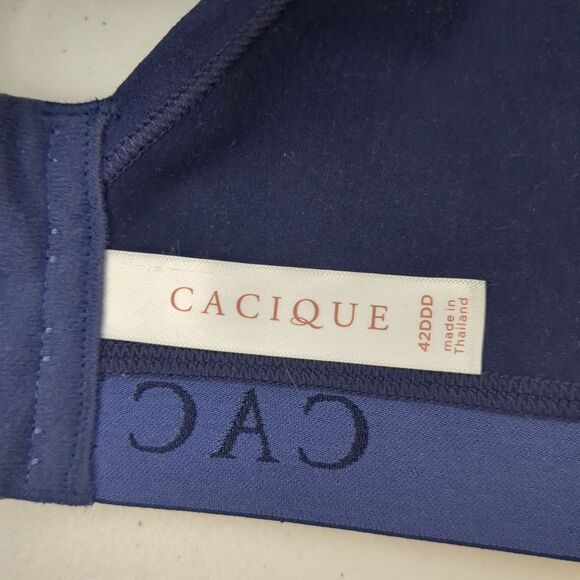 CACIQUE
42DDD
made in
Thailand
CAC